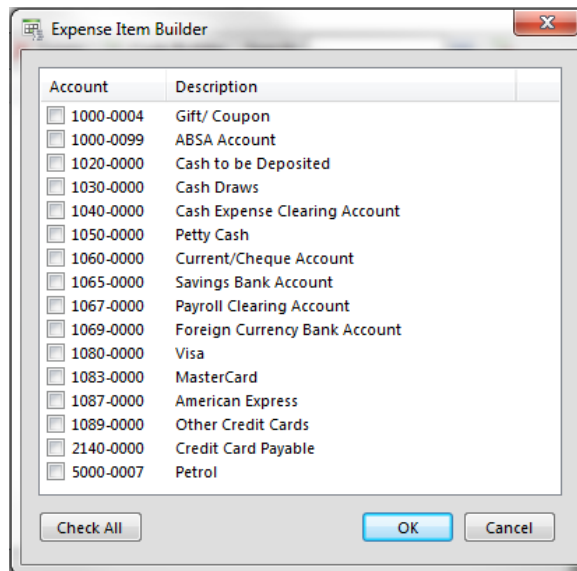 Expense Item Builder
Account Description
1000-0004 Gift/ Coupon
1000-0099 ABSA Account
1020-0000 Cash to be Deposited
1030-0000 Cash Draws
1040-0000 Cash Expense Clearing Account
1050-0000 Petty Cash
1060-0000 Current/Cheque Account
1065-0000 Savings Bank Account
1067-0000 Payroll Clearing Account
1069-0000 Foreign Currency Bank Account
1080-0000 Visa
1083-0000 MasterCard
1087-0000 American Express
1089-0000 Other Credit Cards
2140-0000 Credit Card Payable
5000-0007 Petrol
Check All OK Cancel